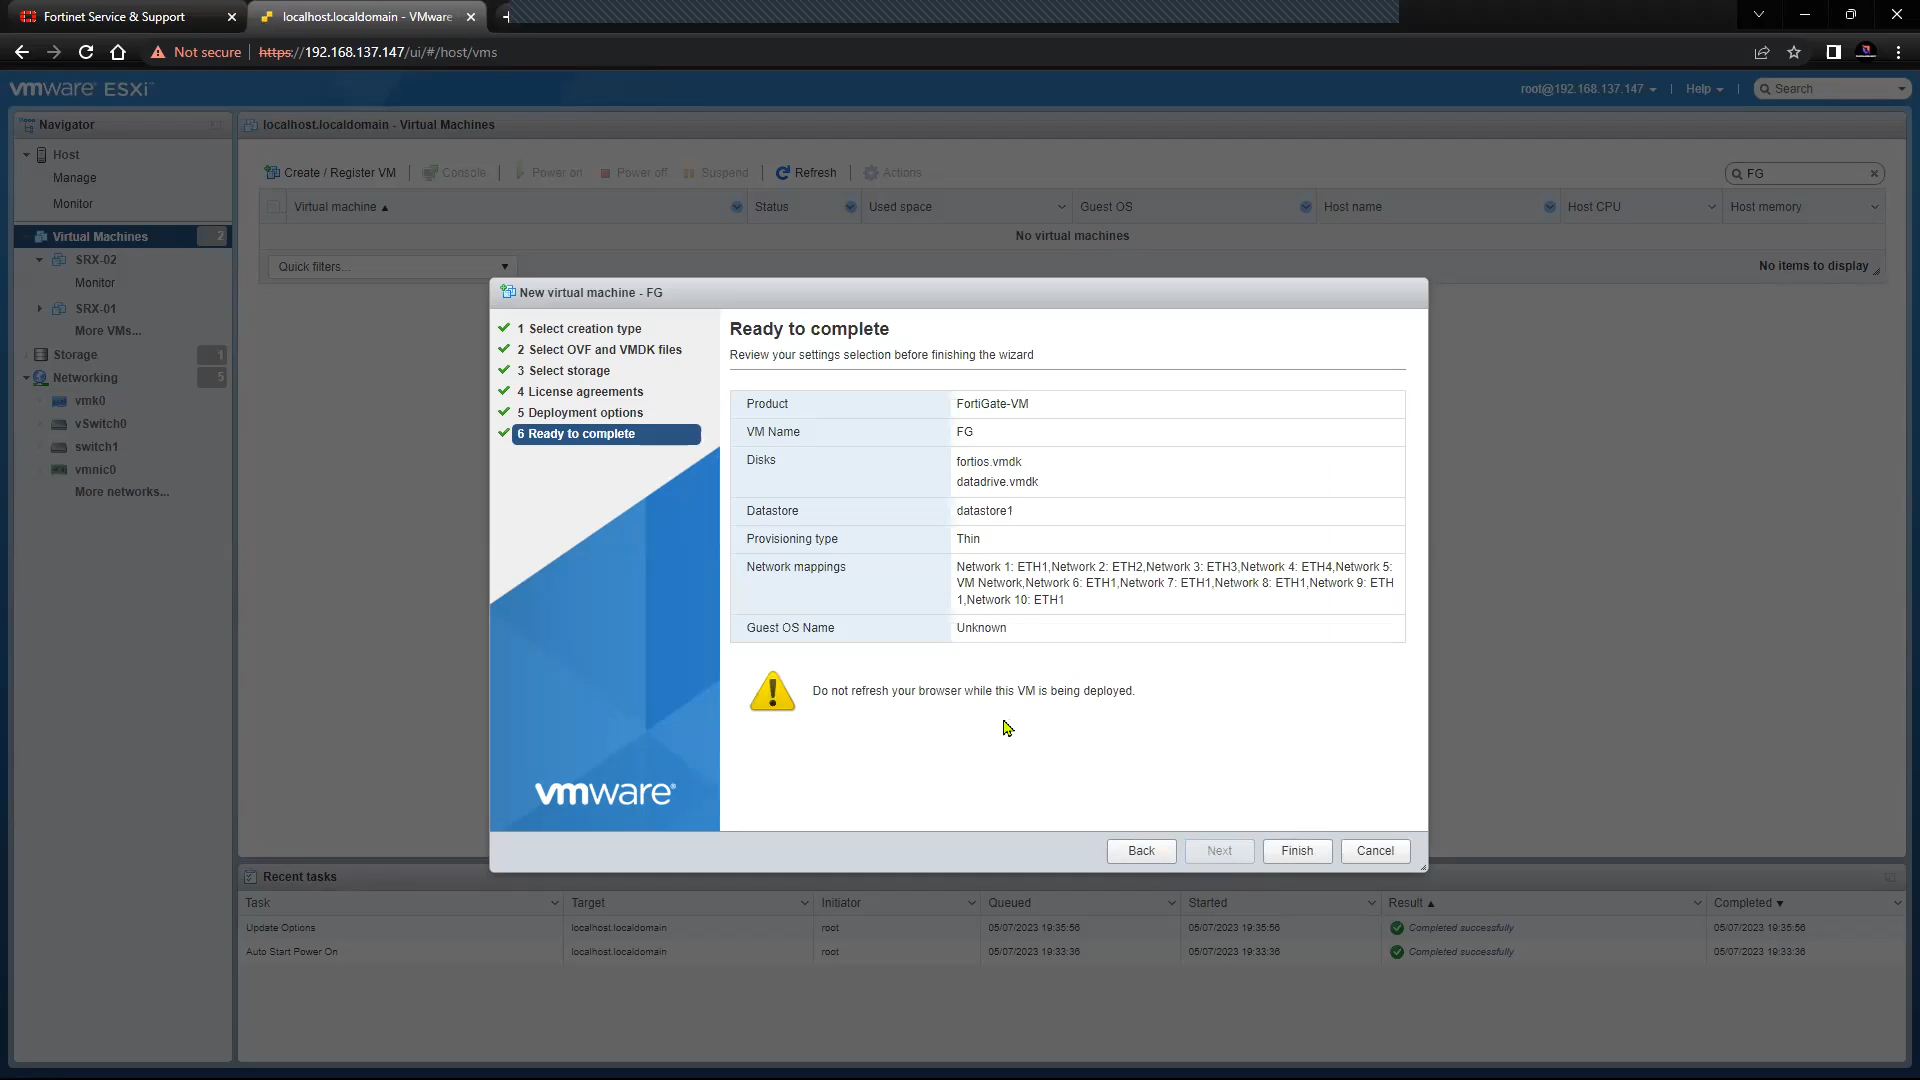 Fortinet Service & Support
localhost.localdomain - VMware
Not secure
https://192.168.137.147/ui/#/host/vms
vmware ESXi
root@192.168.137.147
Help
Search
Navigator
Host
Manage
Monitor
Virtual Machines 2
SRX-02
Monitor
SRX-01
More VMs...
Storage 1
Networking 5
vmk0
vSwitch0
switch1
vmnic0
More networks...
localhost.localdomain - Virtual Machines
Create / Register VM
Console
Power on
Power off
Suspend
Refresh
Actions
FG
Virtual machine
Status
Used space
Guest OS
Host name
Host CPU
Host memory
No virtual machines
Quick filters...
No items to display
New virtual machine - FG
1 Select creation type
2 Select OVF and VMDK files
3 Select storage
4 License agreements
5 Deployment options
6 Ready to complete
vmware®
Ready to complete
Review your settings selection before finishing the wizard
Product FortiGate-VM
VM Name FG
Disks fortios.vmdk
datadrive.vmdk
Datastore datastore1
Provisioning type Thin
Network mappings Network 1: ETH1,Network 2: ETH2,Network 3: ETH3,Network 4: ETH4,Network 5:
VM Network,Network 6: ETH1,Network 7: ETH1,Network 8: ETH1,Network 9: ETH
1,Network 10: ETH1
Guest OS Name Unknown
Do not refresh your browser while this VM is being deployed.
Back
Next
Finish
Cancel
Recent tasks
Task Target Initiator Queued Started Result Completed
Update Options localhost.localdomain root 05/07/2023 19:35:56 05/07/2023 19:35:56 Completed successfully 05/07/2023 19:35:56
Auto Start Power On localhost.localdomain root 05/07/2023 19:33:36 05/07/2023 19:33:36 Completed successfully 05/07/2023 19:33:36